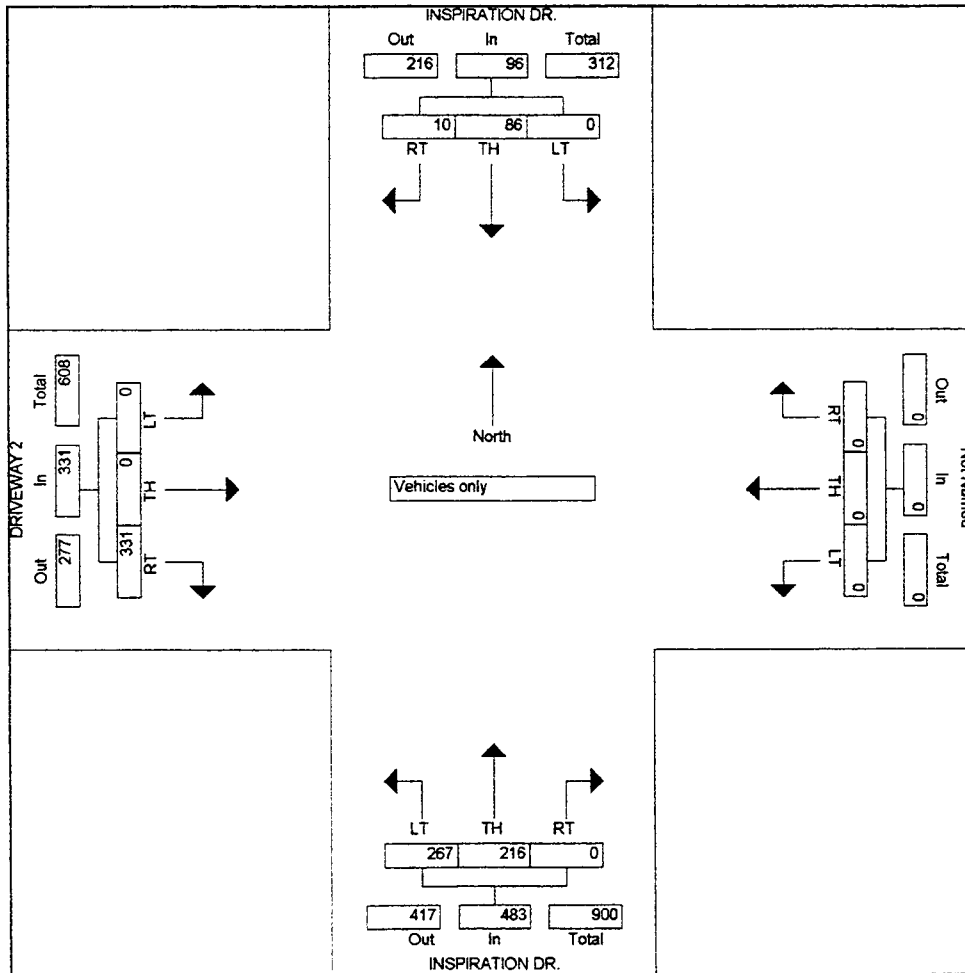 INSPIRATION DR.
Out In Total
216 96 312
10 86 0
RT TH LT
DRIVEWAY 2
Total 608
In 331
Out 277
0 LT
0 TH
331 RT
North
Vehicles only
RT 0
TH 0
LT 0
Out 0
In 0
Total 0
LT TH RT
267 216 0
417 483 900
Out In Total
INSPIRATION DR.